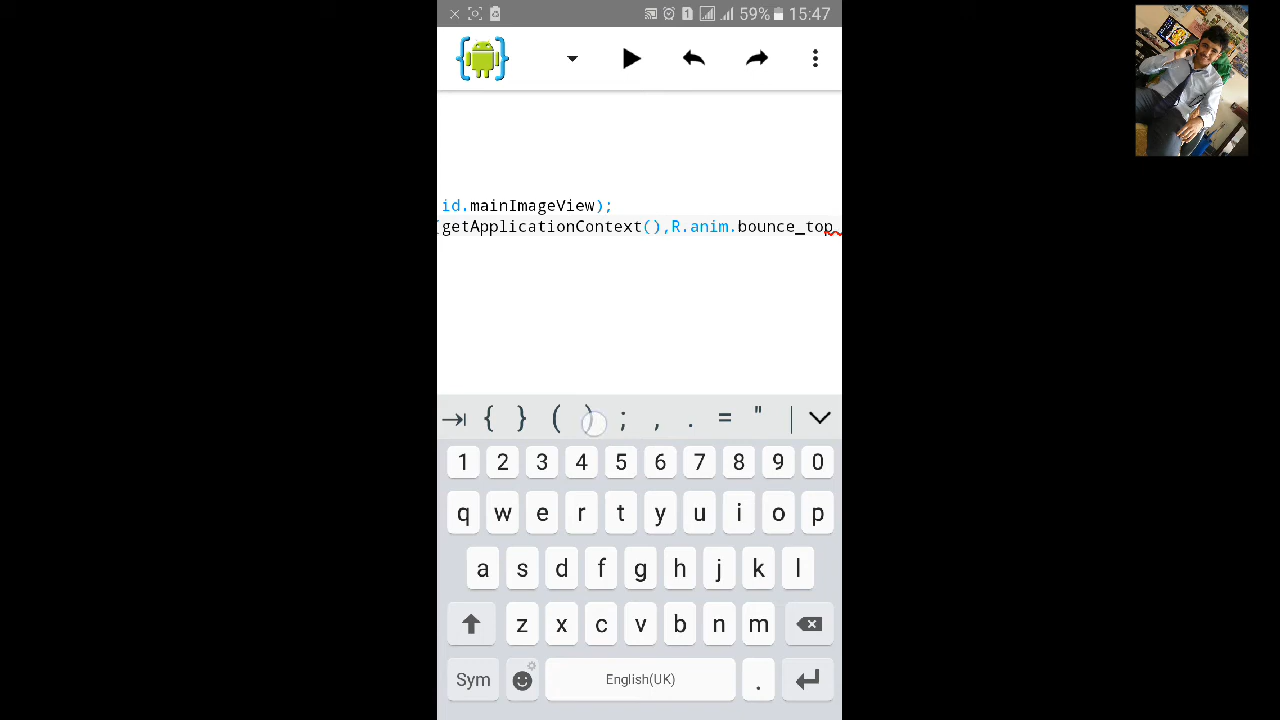 59% 15:47
id.mainImageView);
(getApplicationContext(),R.anim.bounce_top
{ } ( ) ; , . = " |
1 2 3 4 5 6 7 8 9 0
q w e r t y u i o p
a s d f g h j k l
z x c v b n m
Sym English(UK) .